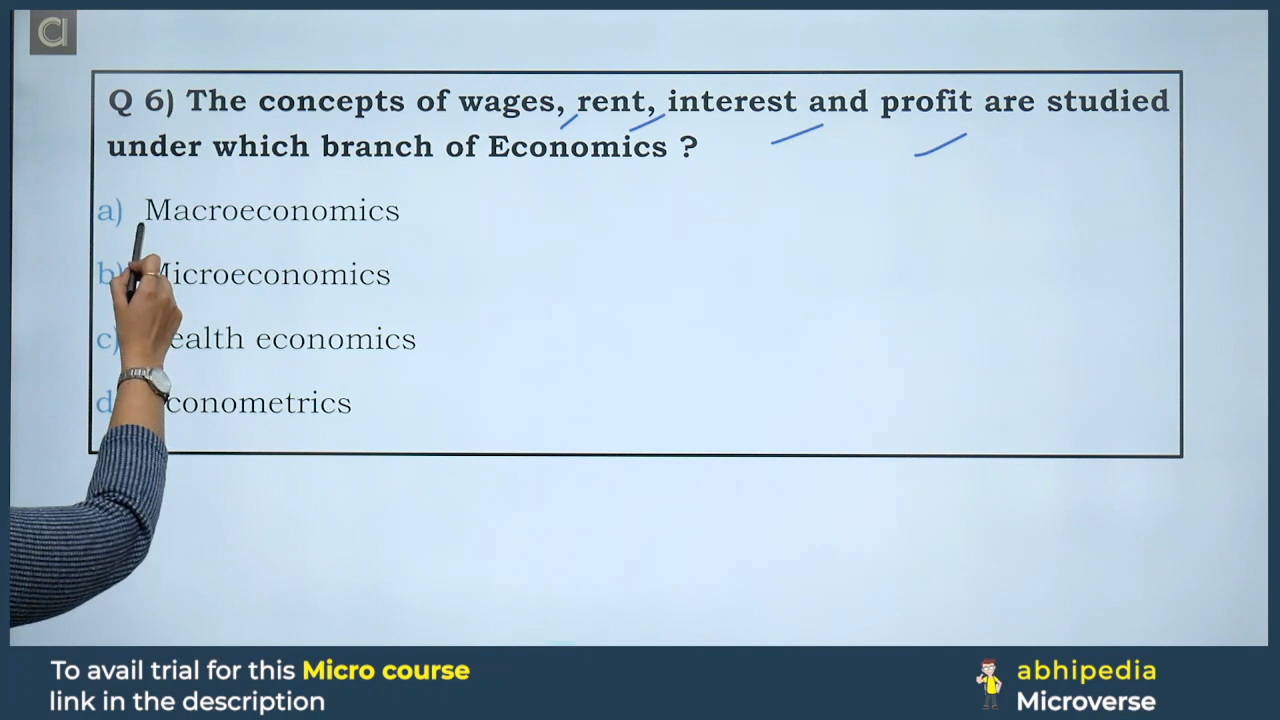 Q 6) The concepts of wages, rent, interest and profit are studied
under which branch of Economics ?
a) Macroeconomics
b) Microeconomics
c) ealth economics
d conometrics
To avail trial for this Micro course
link in the description
abhipedia
Microverse